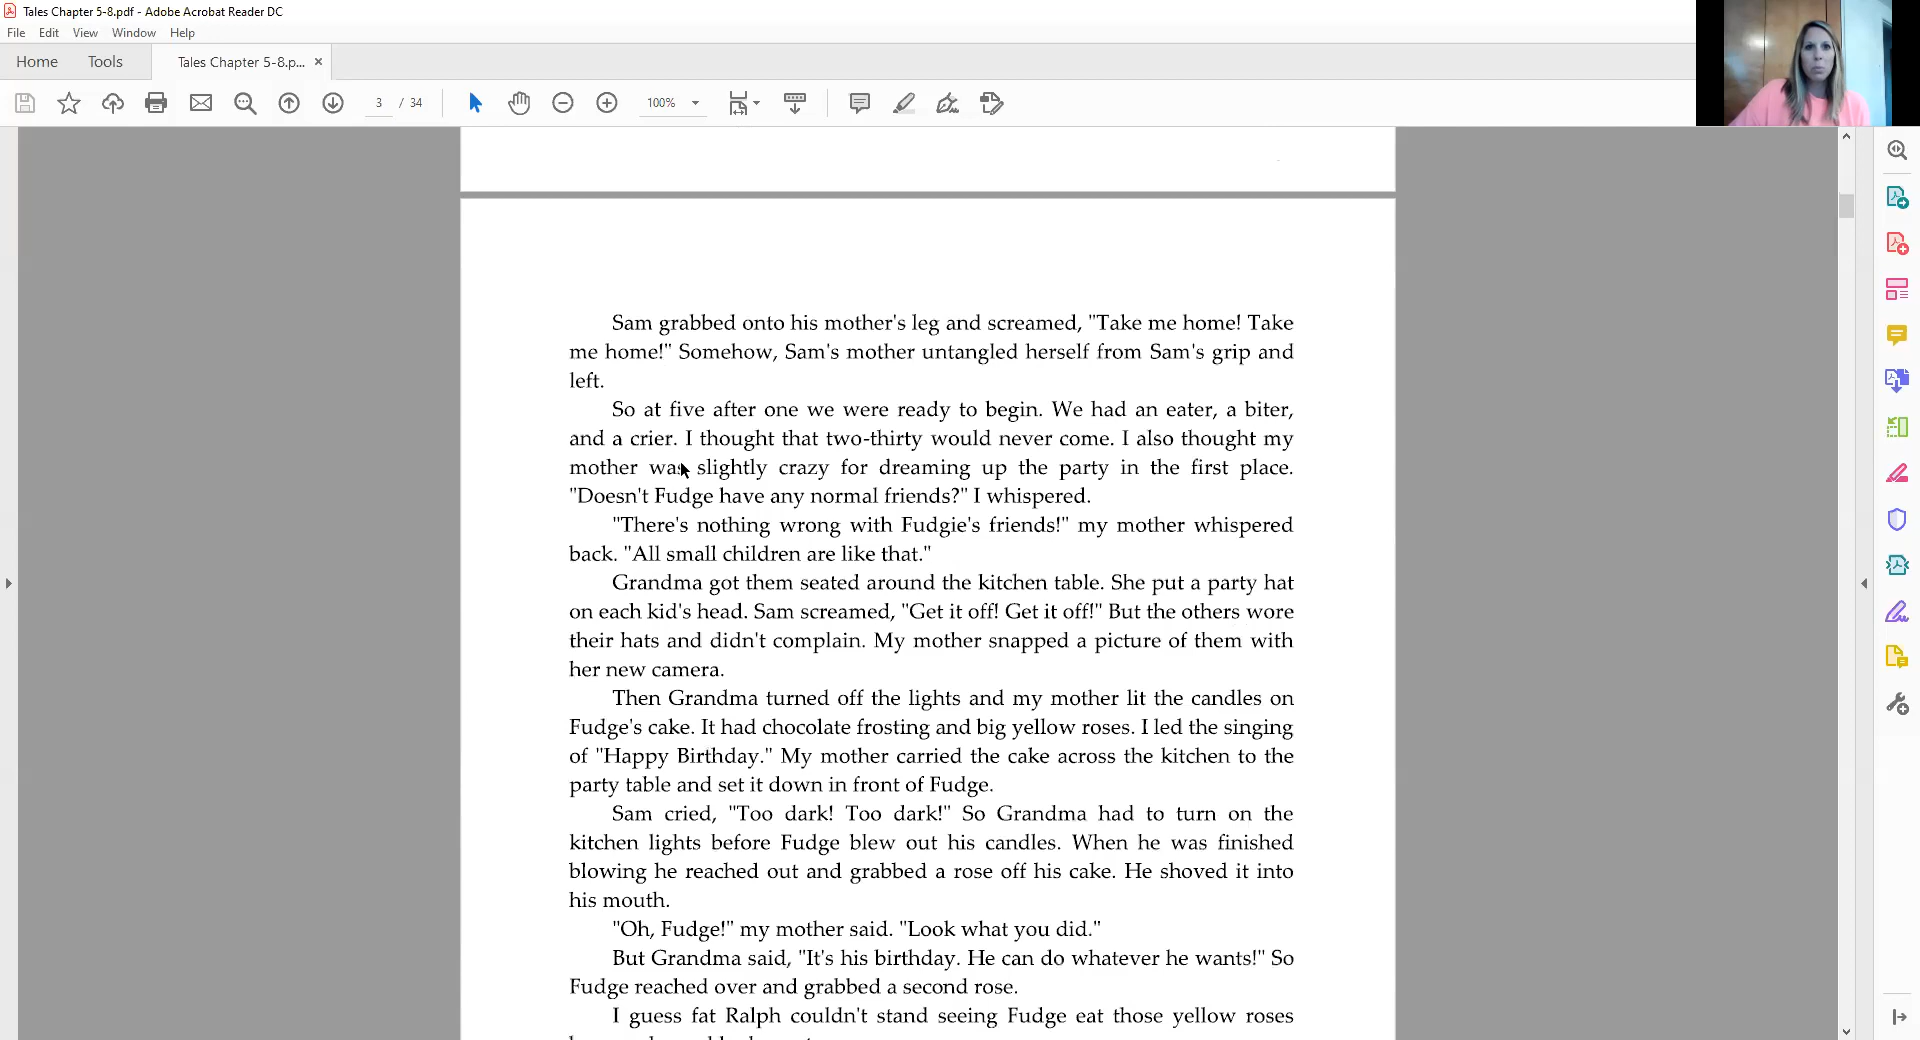 Tales Chapter 5-8.pdf - Adobe Acrobat Reader DC
File Edit View Window Help
Home Tools Tales Chapter 5-8.p... ×
3 / 34 100%
Sam grabbed onto his mother's leg and screamed, "Take me home! Take
me home!" Somehow, Sam's mother untangled herself from Sam's grip and
left.
So at five after one we were ready to begin. We had an eater, a biter,
and a crier. I thought that two-thirty would never come. I also thought my
mother was slightly crazy for dreaming up the party in the first place.
"Doesn't Fudge have any normal friends?" I whispered.
"There's nothing wrong with Fudgie's friends!" my mother whispered
back. "All small children are like that."
Grandma got them seated around the kitchen table. She put a party hat
on each kid's head. Sam screamed, "Get it off! Get it off!" But the others wore
their hats and didn't complain. My mother snapped a picture of them with
her new camera.
Then Grandma turned off the lights and my mother lit the candles on
Fudge's cake. It had chocolate frosting and big yellow roses. I led the singing
of "Happy Birthday." My mother carried the cake across the kitchen to the
party table and set it down in front of Fudge.
Sam cried, "Too dark! Too dark!" So Grandma had to turn on the
kitchen lights before Fudge blew out his candles. When he was finished
blowing he reached out and grabbed a rose off his cake. He shoved it into
his mouth.
"Oh, Fudge!" my mother said. "Look what you did."
But Grandma said, "It's his birthday. He can do whatever he wants!" So
Fudge reached over and grabbed a second rose.
I guess fat Ralph couldn't stand seeing Fudge eat those yellow roses